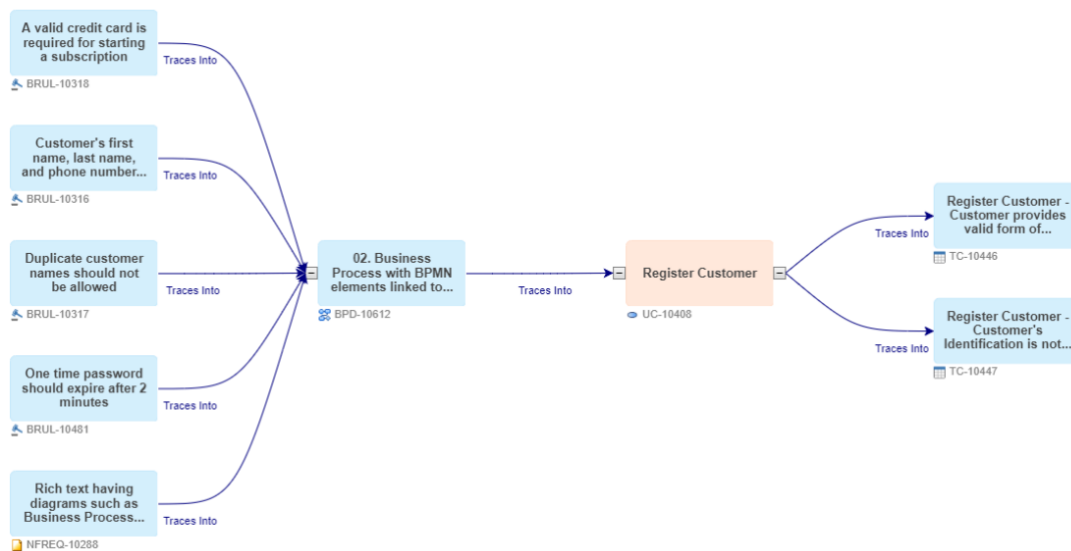 A valid credit card is
required for starting
a subscription
Traces Into
BRUL-10318
Customer's first
name, last name,
and phone number...
Traces Into
BRUL-10316
Duplicate customer
names should not
be allowed
Traces Into
BRUL-10317
One time password
should expire after 2
minutes
Traces Into
BRUL-10481
Rich text having
diagrams such as
Business Process...
Traces Into
NFREQ-10288
02. Business
Process with BPMN
elements linked to...
Traces Into
BPD-10612
Register Customer
UC-10408
Register Customer -
Customer provides
valid form of...
Traces Into
TC-10446
Register Customer -
Customer's
Identification is not...
Traces Into
TC-10447